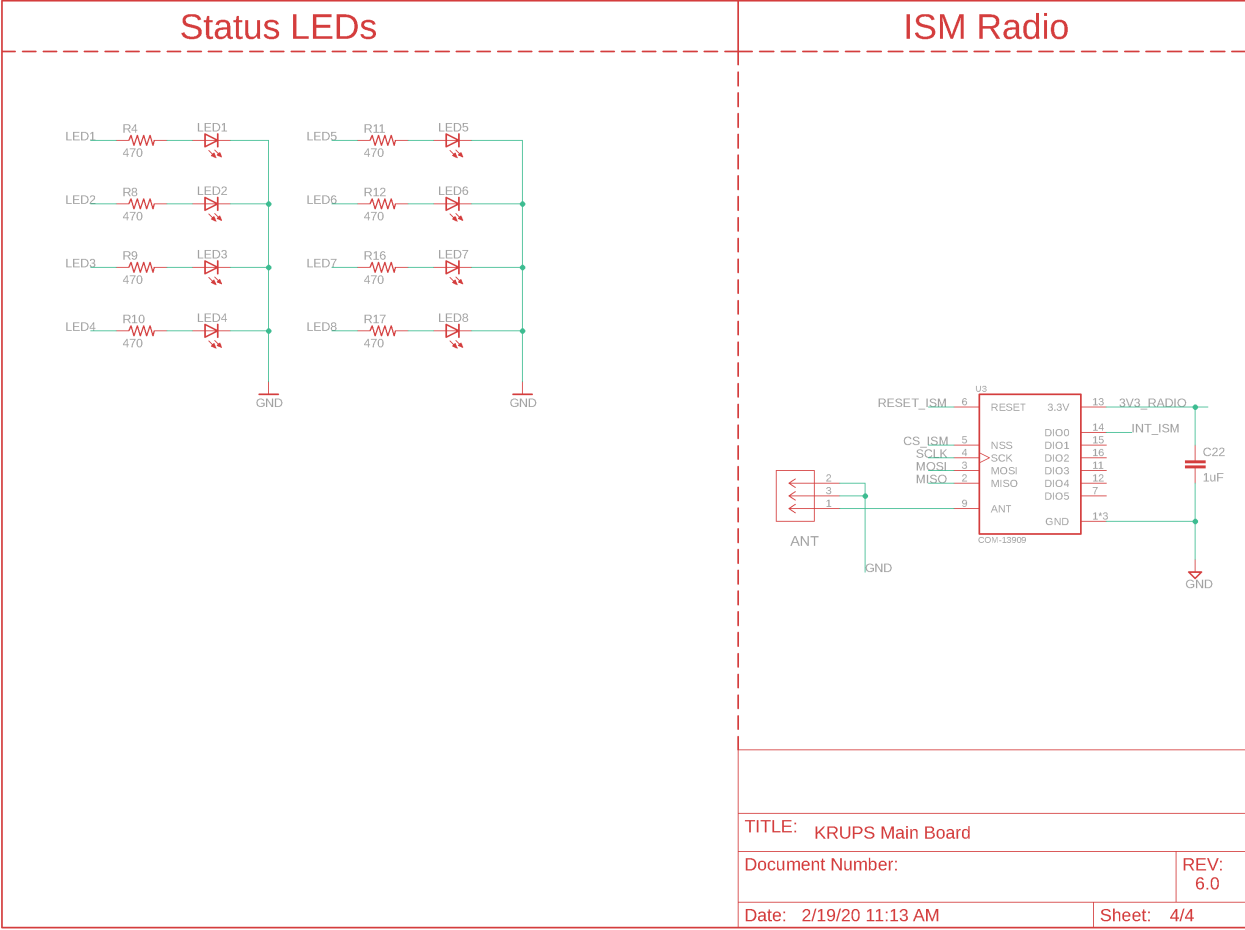 Status LEDs
ISM Radio
LED1 R4 470 LED1
LED5 R11 470 LED5
LED2 R8 470 LED2
LED6 R12 470 LED6
LED3 R9 470 LED3
LED7 R16 470 LED7
LED4 R10 470 LED4
LED8 R17 470 LED8
GND
GND
U3
RESET_ISM 6 RESET 3.3V 13 3V3_RADIO
DIO0 14 INT_ISM
CS_ISM 5 NSS DIO1 15
SCLK 4 SCK DIO2 16
MOSI 3 MOSI DIO3 11
MISO 2 MISO DIO4 12
DIO5 7
C22
1uF
2
3
1
9 ANT
GND 1*3
COM-13909
ANT
GND
GND
TITLE: KRUPS Main Board
Document Number:
REV:
6.0
Date: 2/19/20 11:13 AM
Sheet: 4/4